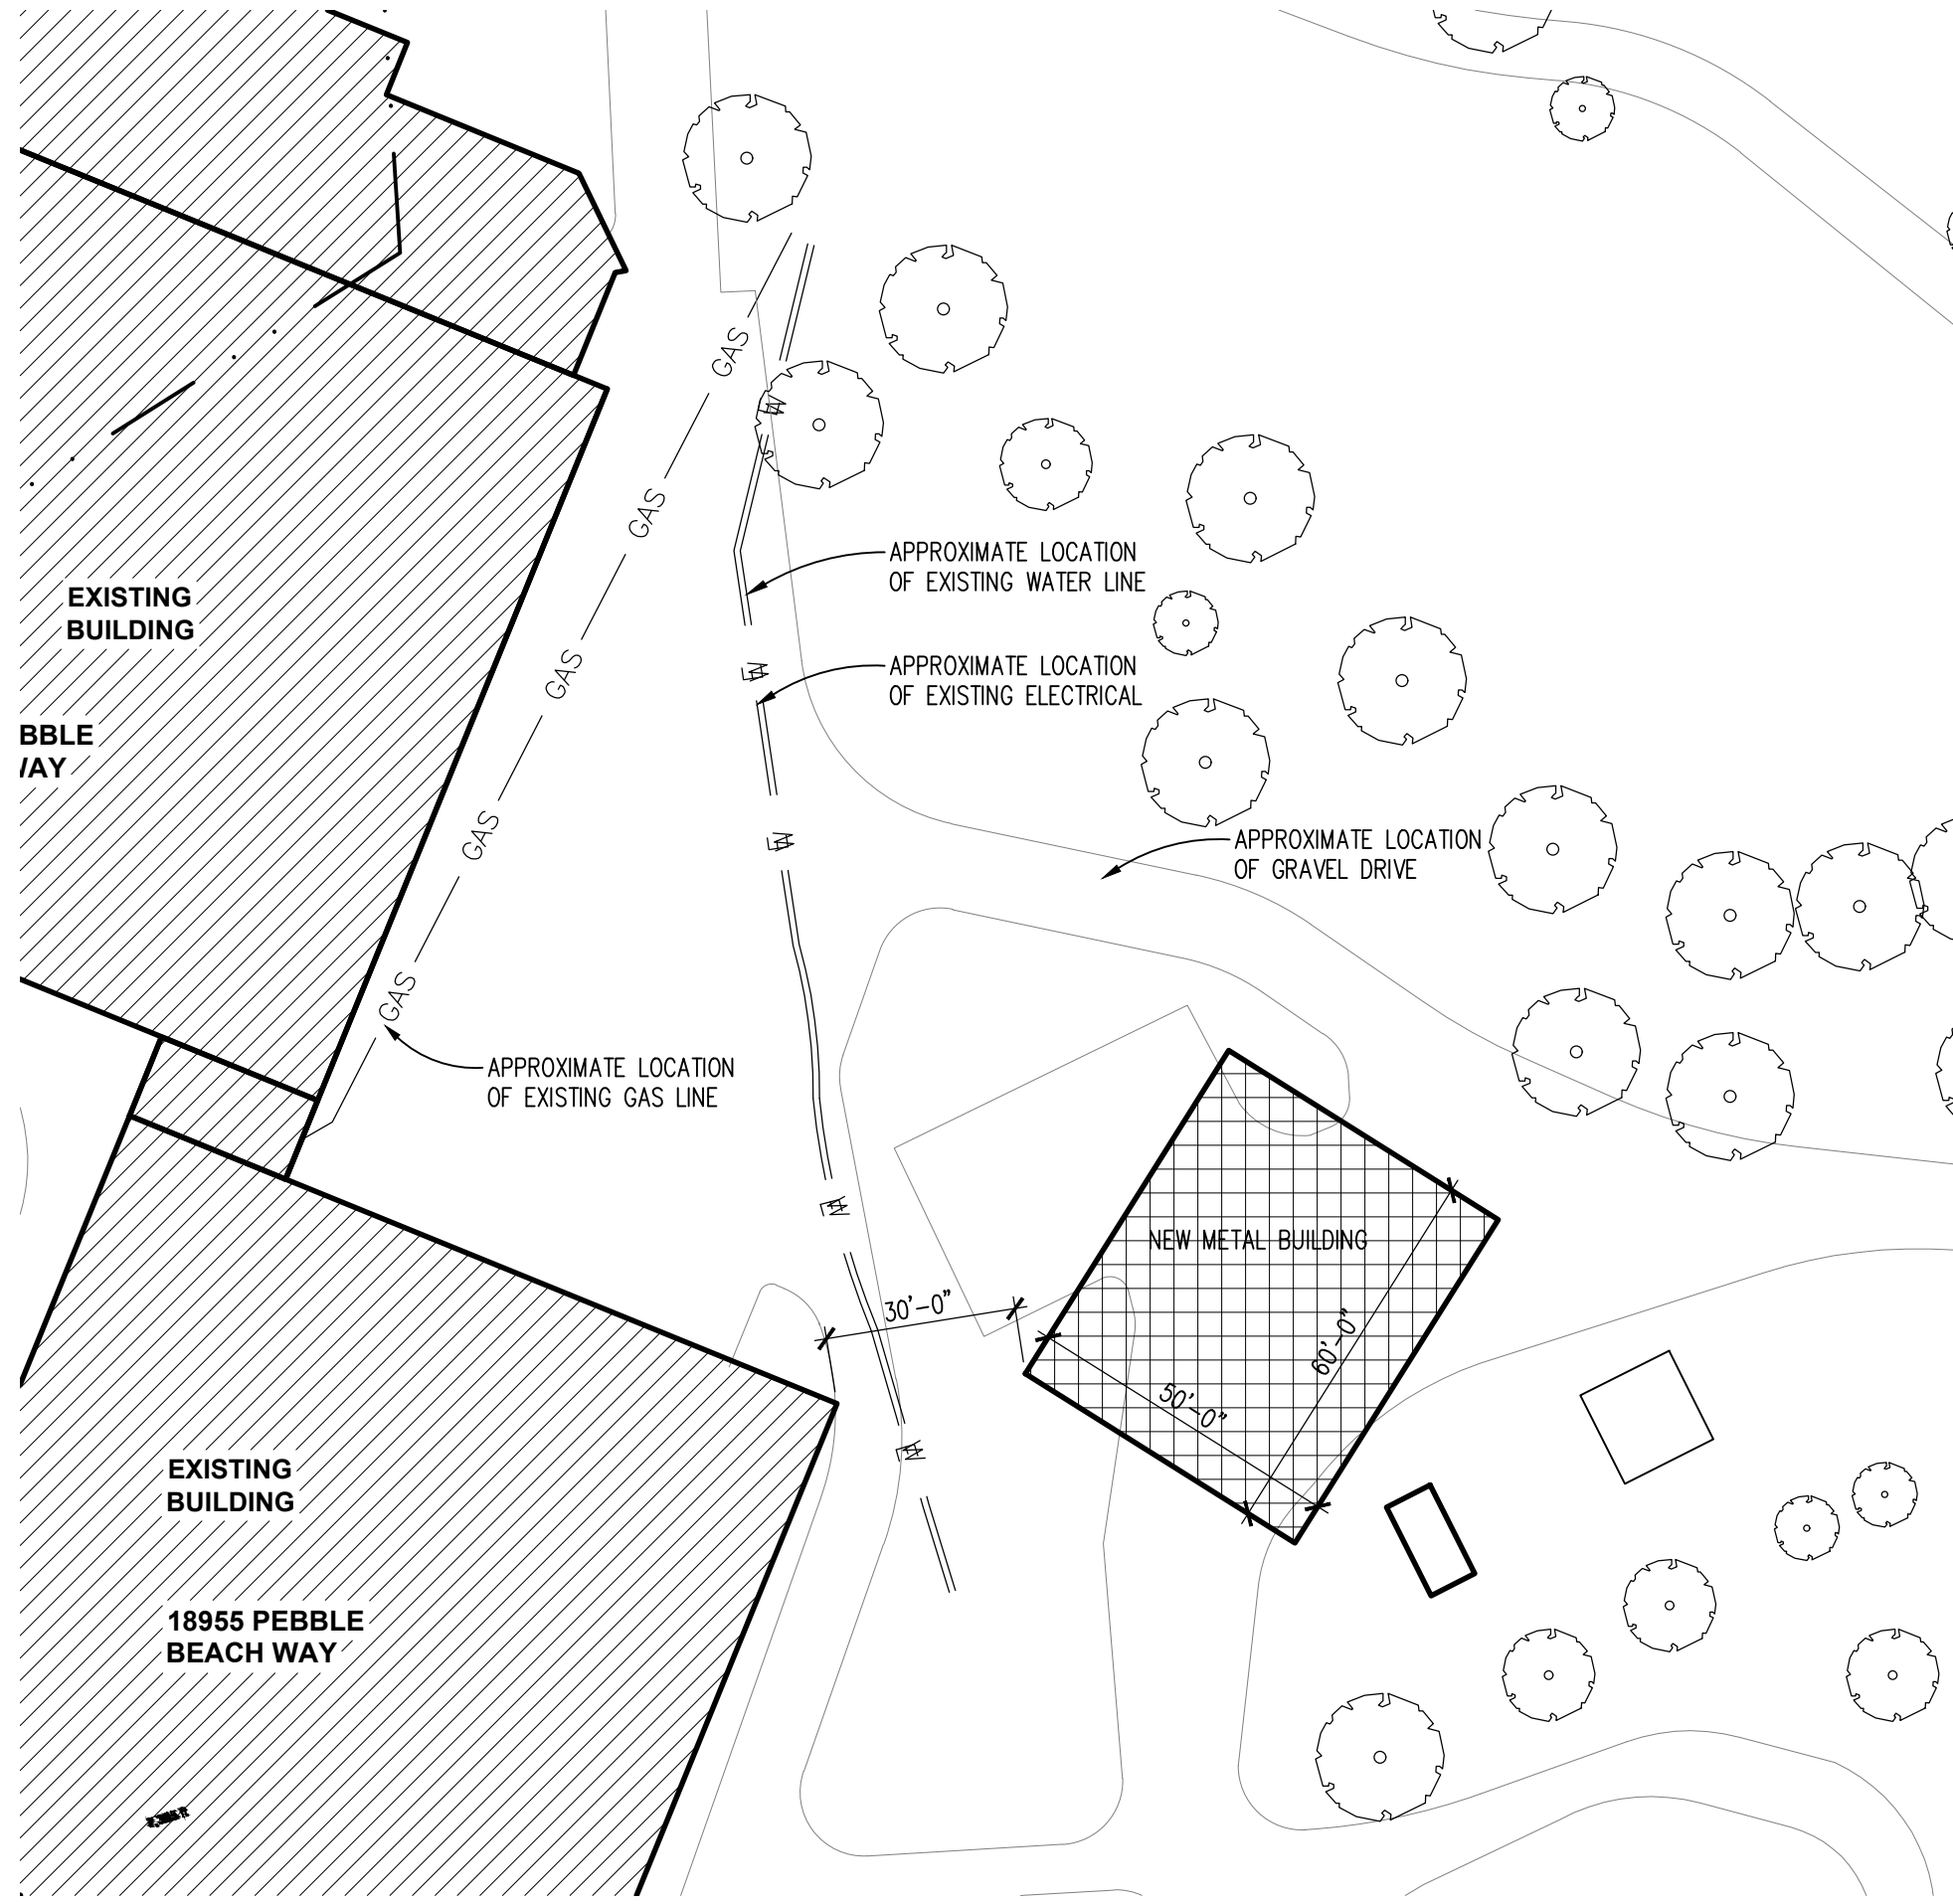 GAS
GAS
W
E
APPROXIMATE LOCATION
OF EXISTING WATER LINE
EXISTING
BUILDING
GAS
W
E
APPROXIMATE LOCATION
OF EXISTING ELECTRICAL
BBLE
GAS
W
E
APPROXIMATE LOCATION
OF GRAVEL DRIVE
GAS
APPROXIMATE LOCATION
OF EXISTING GAS LINE
W
E
NEW METAL BUILDING
30'-0"
60'-0"
50'-0"
W
E
EXISTING
BUILDING
18955 PEBBLE
BEACH WAY